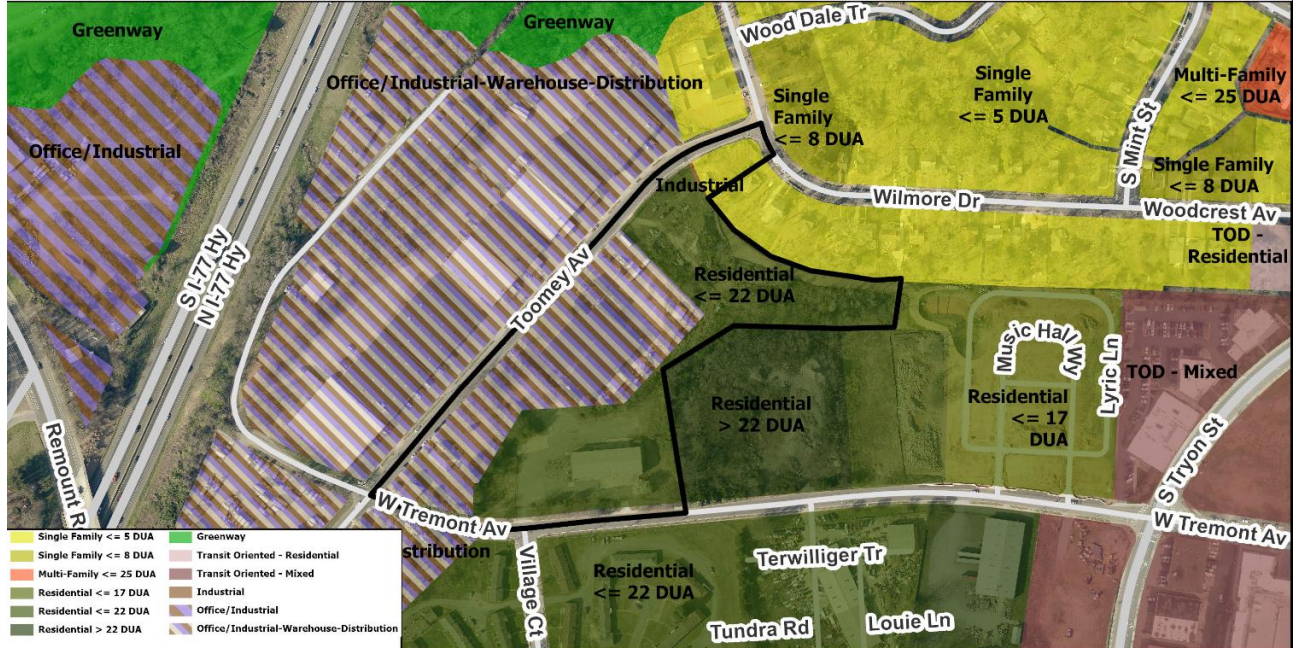 Greenway
Greenway
Wood Dale Tr
Office/Industrial-Warehouse-Distribution
Single
Family
<= 5 DUA
Multi-Family
<= 25 DUA
Single
Family
<= 8 DUA
Office/Industrial
S Mint St
Single Family
<= 8 DUA
Industrial
Wilmore Dr
Woodcrest Av
TOD -
Residential
S I-77 Hy
N I-77 Hy
Toomey Av
Residential
<= 22 DUA
Music Hall Wy
Lyric Ln
TOD - Mixed
Residential
> 22 DUA
Residential
<= 17
DUA
Remount R
S Tryon St
W Tremont Av
W Tremont Av
stribution
Village Ct
Terwilliger Tr
Residential
<= 22 DUA
Tundra Rd
Louie Ln
Single Family <= 5 DUA
Single Family <= 8 DUA
Multi-Family <= 25 DUA
Residential <= 17 DUA
Residential <= 22 DUA
Residential > 22 DUA
Greenway
Transit Oriented - Residential
Transit Oriented - Mixed
Industrial
Office/Industrial
Office/Industrial-Warehouse-Distribution